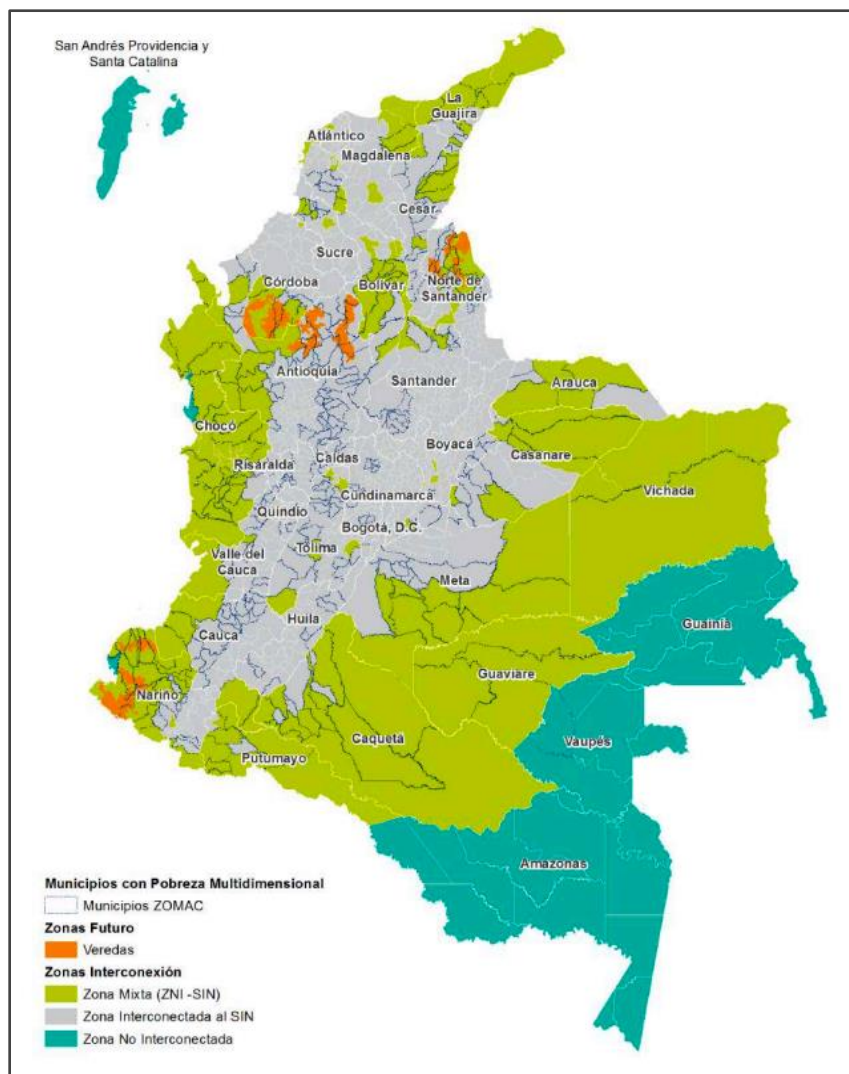 San Andrés Providencia y
Santa Catalina
La
Guajira
Atlántico
Magdalena
Cesar
Sucre
Córdoba
Bolívar
Norte de
Santander
Antioquia
Santander
Arauca
Chocó
Boyacá
Casanare
Risaralda
Caldas
Vichada
Cundinamarca
Quindio
Bogotá, D.C.
Tolima
Valle del
Cauca
Meta
Huila
Cauca
Guainía
Guaviare
Nariño
Caquetá
Vaupés
Putumayo
Amazonas
Municipios con Pobreza Multidimensional
Municipios ZOMAC
Zonas Futuro
Veredas
Zonas Interconexión
Zona Mixta (ZNI -SIN)
Zona Interconectada al SIN
Zona No Interconectada